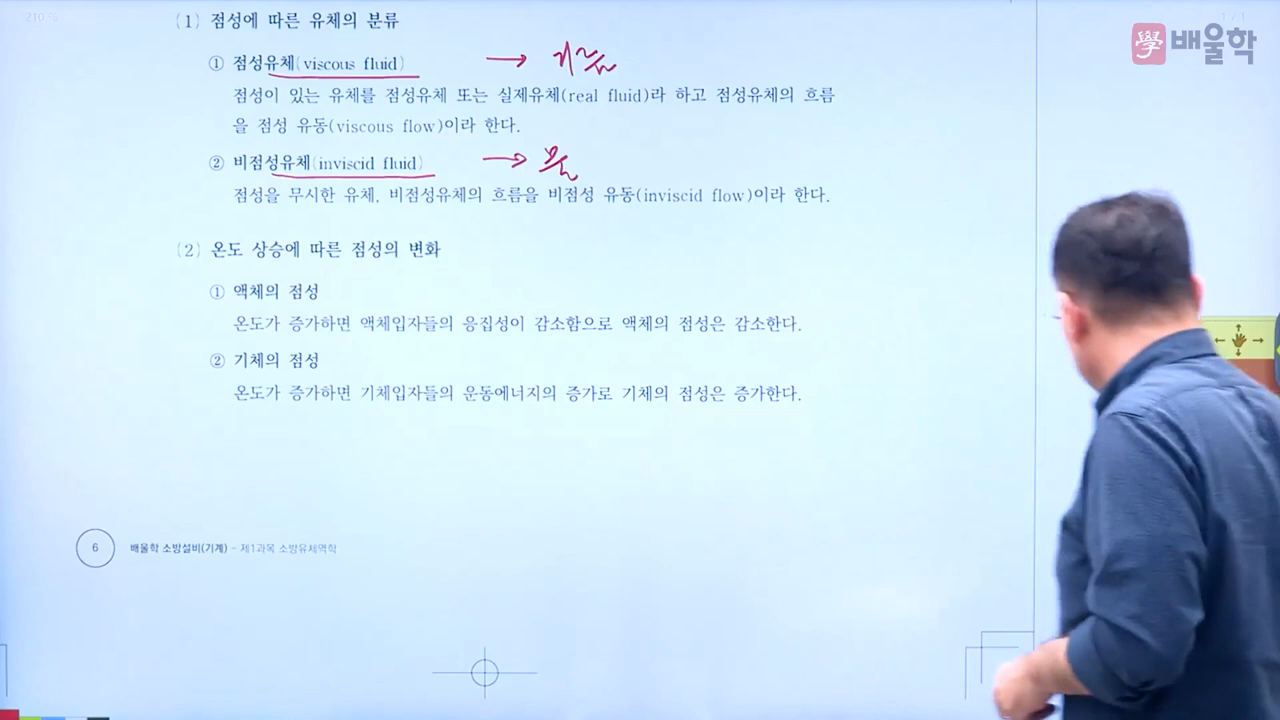 210 %
1 / 1
學 배울학
(1) 점성에 따른 유체의 분류
① 점성유체(viscous fluid) → 기름
점성이 있는 유체를 점성유체 또는 실제유체(real fluid)라 하고 점성유체의 흐름
을 점성 유동(viscous flow)이라 한다.
② 비점성유체(inviscid fluid) → 물
점성을 무시한 유체, 비점성유체의 흐름을 비점성 유동(inviscid flow)이라 한다.
(2) 온도 상승에 따른 점성의 변화
① 액체의 점성
온도가 증가하면 액체입자들의 응집성이 감소함으로 액체의 점성은 감소한다.
② 기체의 점성
온도가 증가하면 기체입자들의 운동에너지의 증가로 기체의 점성은 증가한다.
6 배울학 소방설비(기계) - 제1과목 소방유체역학